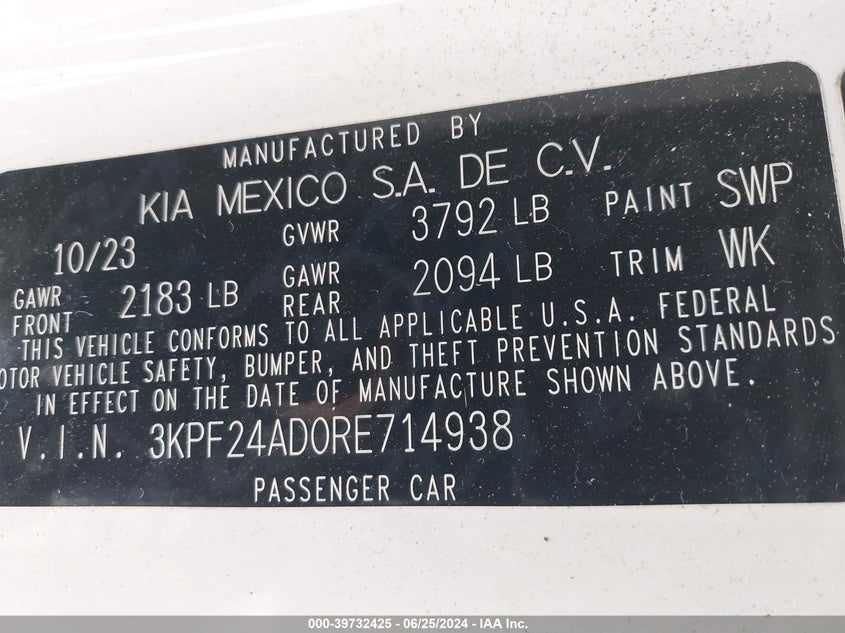 MANUFACTURED BY
KIA MEXICO S.A. DE C.V.
10/23 GVWR 3792 LB PAINT SWP
GAWR FRONT 2183 LB GAWR REAR 2094 LB TRIM WK
THIS VEHICLE CONFORMS TO ALL APPLICABLE U.S.A. FEDERAL
OTOR VEHICLE SAFETY, BUMPER, AND THEFT PREVENTION STANDARDS
IN EFFECT ON THE DATE OF MANUFACTURE SHOWN ABOVE.
V.I.N. 3KPF24AD0RE714938
PASSENGER CAR
000-39732425 - 06/25/2024 - IAA Inc.